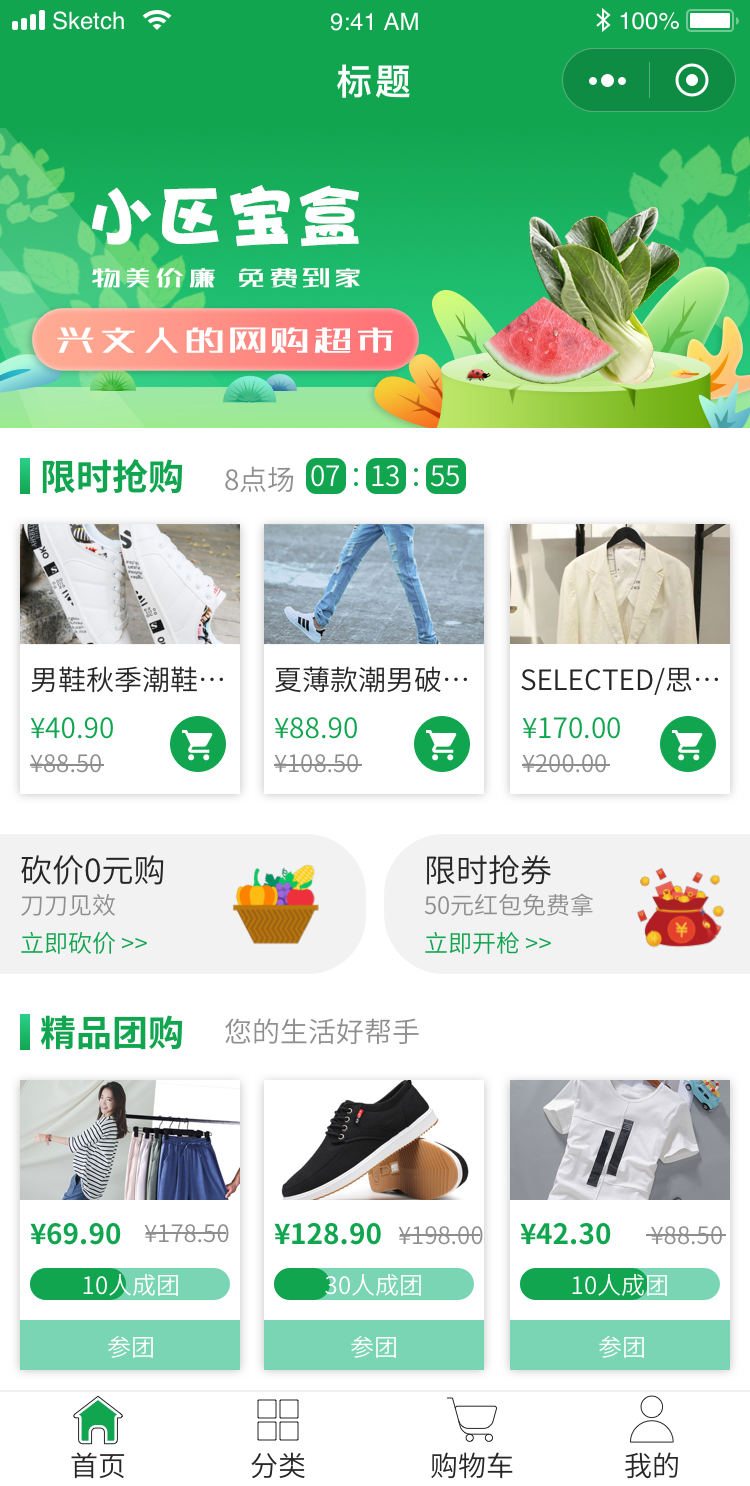 Sketch 9:41 AM 100%
标题
小区宝盒
物美价廉 免费到家
兴文人的网购超市
限时抢购 8点场 07 : 13 : 55
男鞋秋季潮鞋… 夏薄款潮男破… SELECTED/思…
¥40.90 ¥88.90 ¥170.00
¥88.50 ¥108.50 ¥200.00
砍价0元购 限时抢券
刀刀见效 50元红包免费拿
立即砍价 >> 立即开枪 >>
精品团购 您的生活好帮手
¥69.90 ¥178.50 ¥128.90 ¥198.00 ¥42.30 ¥88.50
10人成团 30人成团 10人成团
参团 参团 参团
首页 分类 购物车 我的